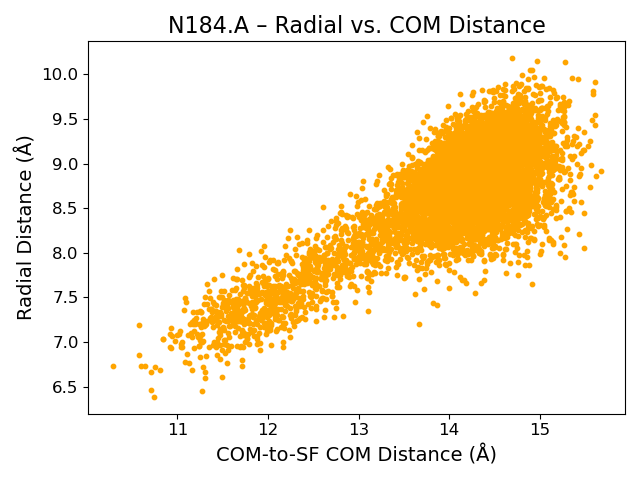 N184.A – Radial vs. COM Distance
Radial Distance (Å)
10.0
9.5
9.0
8.5
8.0
7.5
7.0
6.5
11 12 13 14 15
COM-to-SF COM Distance (Å)